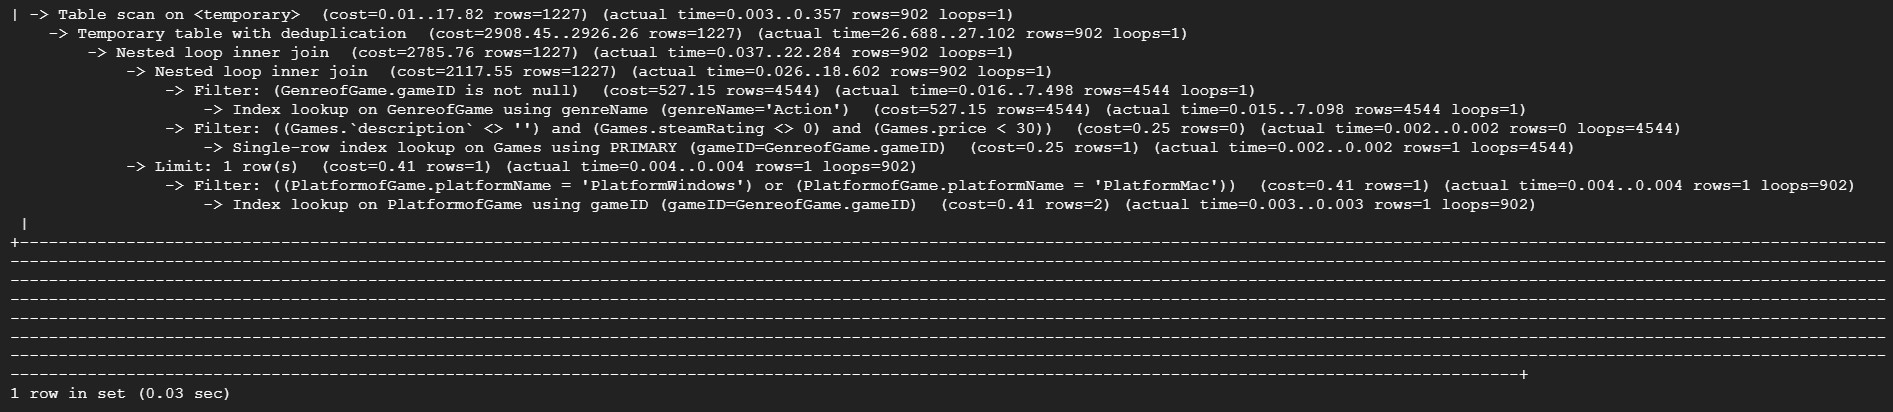 | -> Table scan on <temporary>  (cost=0.01..17.82 rows=1227) (actual time=0.003..0.357 rows=902 loops=1)
    -> Temporary table with deduplication  (cost=2908.45..2926.26 rows=1227) (actual time=26.688..27.102 rows=902 loops=1)
        -> Nested loop inner join  (cost=2785.76 rows=1227) (actual time=0.037..22.284 rows=902 loops=1)
            -> Nested loop inner join  (cost=2117.55 rows=1227) (actual time=0.026..18.602 rows=902 loops=1)
                -> Filter: (GenreofGame.gameID is not null)  (cost=527.15 rows=4544) (actual time=0.016..7.498 rows=4544 loops=1)
                    -> Index lookup on GenreofGame using genreName (genreName='Action')  (cost=527.15 rows=4544) (actual time=0.015..7.098 rows=4544 loops=1)
                -> Filter: ((Games.`description` <> '') and (Games.steamRating <> 0) and (Games.price < 30))  (cost=0.25 rows=0) (actual time=0.002..0.002 rows=0 loops=4544)
                    -> Single-row index lookup on Games using PRIMARY (gameID=GenreofGame.gameID)  (cost=0.25 rows=1) (actual time=0.002..0.002 rows=1 loops=4544)
            -> Limit: 1 row(s)  (cost=0.41 rows=1) (actual time=0.004..0.004 rows=1 loops=902)
                -> Filter: ((PlatformofGame.platformName = 'PlatformWindows') or (PlatformofGame.platformName = 'PlatformMac'))  (cost=0.41 rows=1) (actual time=0.004..0.004 rows=1 loops=902)
                    -> Index lookup on PlatformofGame using gameID (gameID=GenreofGame.gameID)  (cost=0.41 rows=2) (actual time=0.003..0.003 rows=1 loops=902)
 |
1 row in set (0.03 sec)